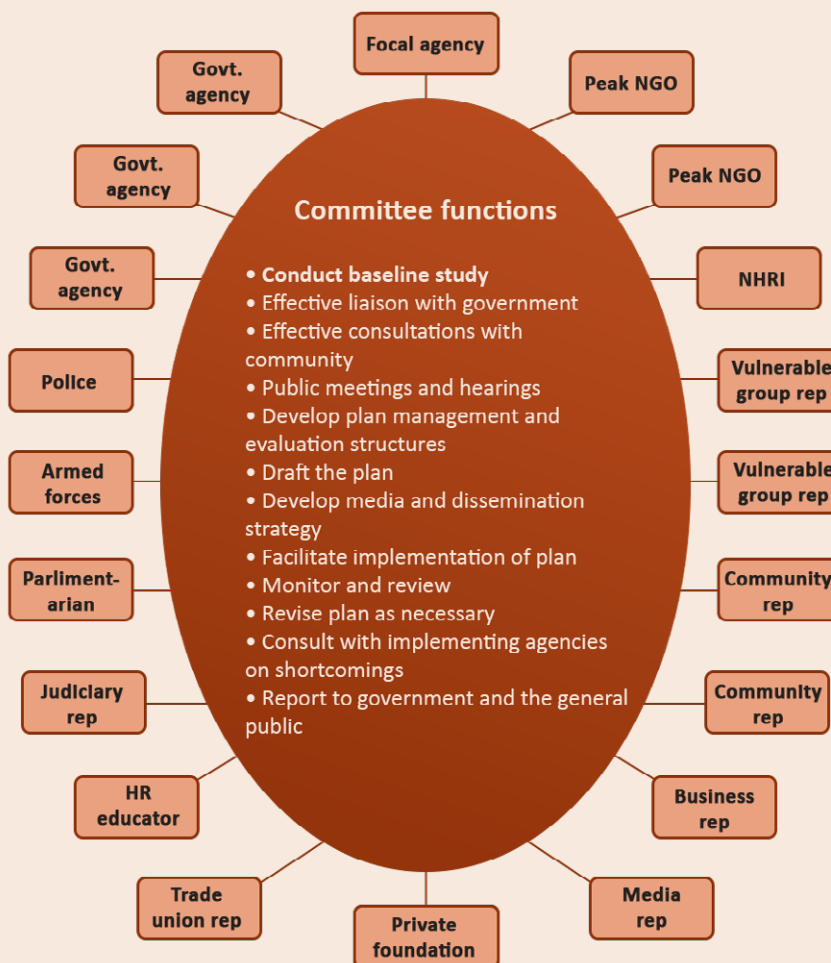 Focal agency
Govt.
agency
Peak NGO
Govt.
agency
Peak NGO
Govt.
agency
NHRI
Police
Vulnerable
group rep
Armed
forces
Vulnerable
group rep
Parliment-
arian
Community
rep
Judiciary
rep
Community
rep
HR
educator
Business
rep
Trade
union rep
Private
foundation
Media
rep
Committee functions
• Conduct baseline study
• Effective liaison with government
• Effective consultations with
community
• Public meetings and hearings
• Develop plan management and
evaluation structures
• Draft the plan
• Develop media and dissemination
strategy
• Facilitate implementation of plan
• Monitor and review
• Revise plan as necessary
• Consult with implementing agencies
on shortcomings
• Report to government and the general
public